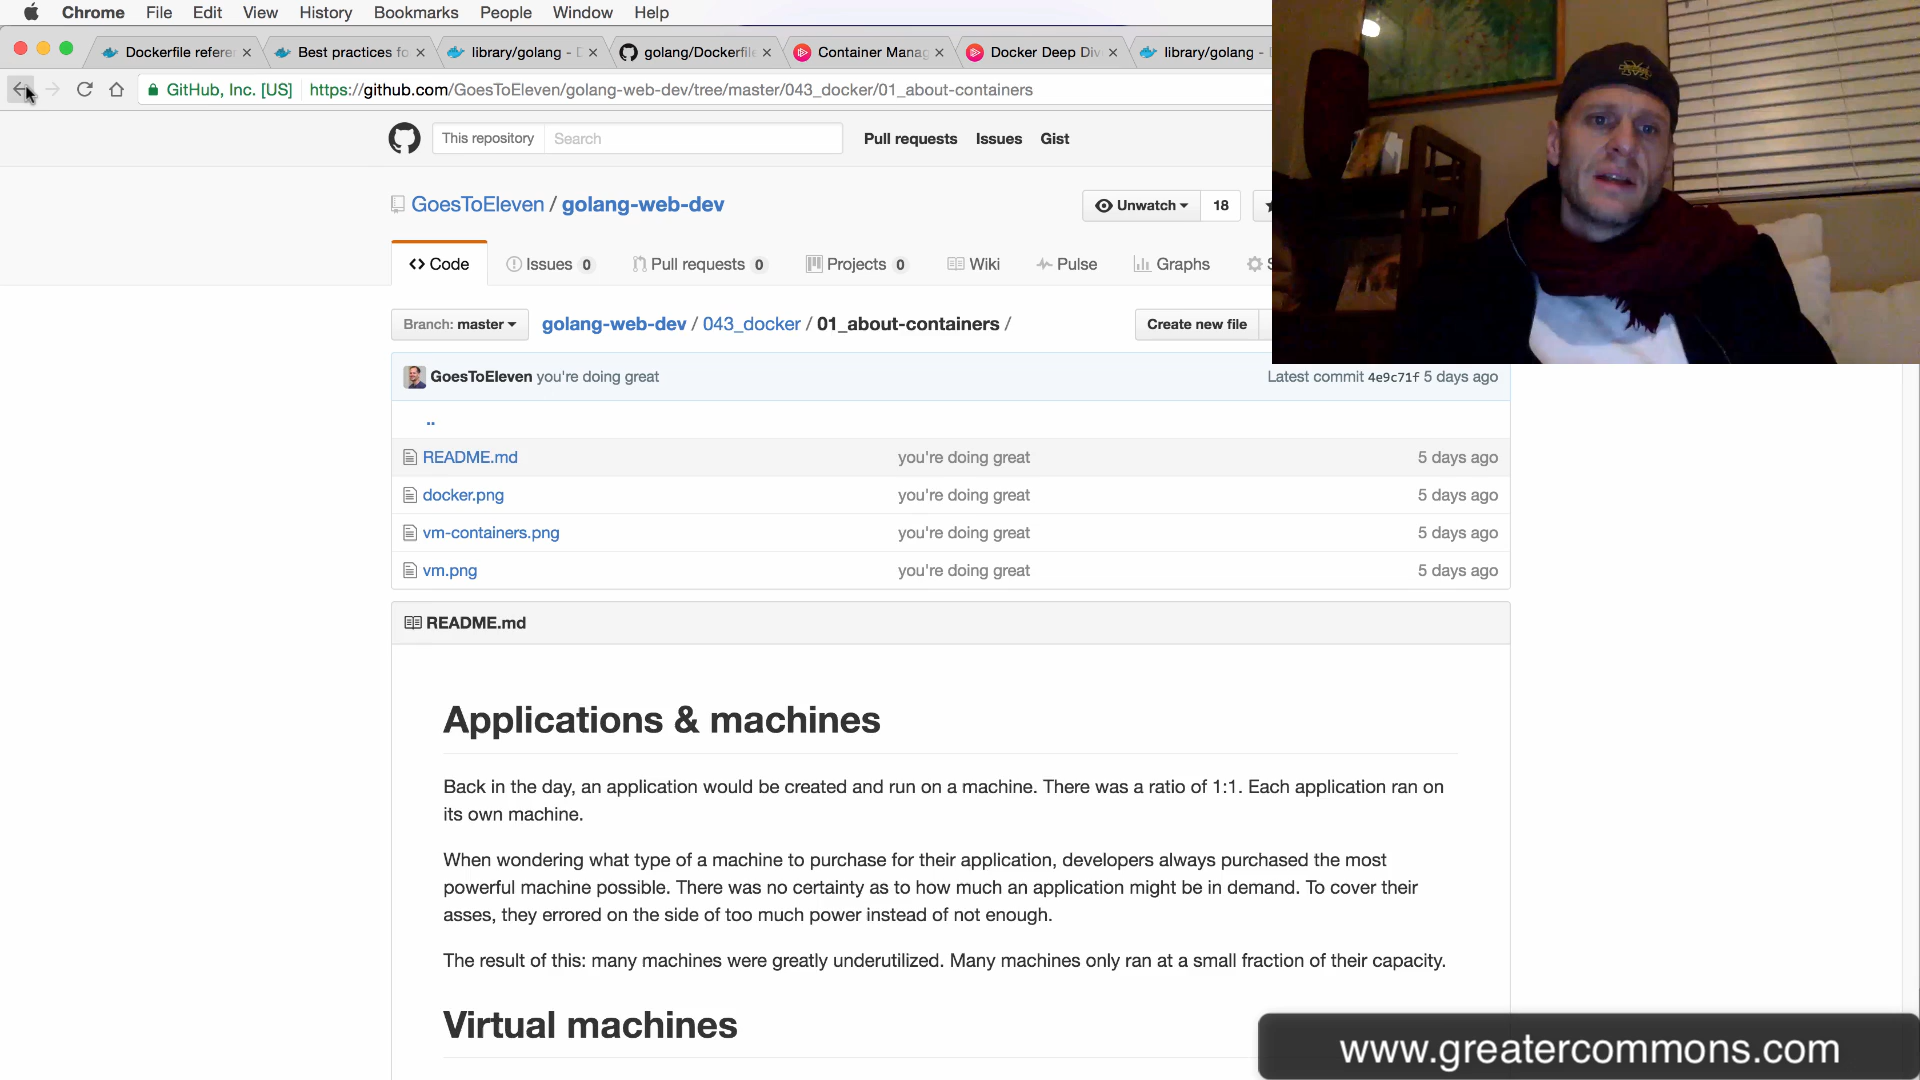 Chrome File Edit View History Bookmarks People Window Help
Dockerfile refere Best practices fo library/golang - D golang/Dockerfile Container Manag Docker Deep Div library/golang - D
GitHub, Inc. [US] https://github.com/GoesToEleven/golang-web-dev/tree/master/043_docker/01_about-containers
This repository Search Pull requests Issues Gist
GoesToEleven / golang-web-dev Unwatch 18
Code Issues 0 Pull requests 0 Projects 0 Wiki Pulse Graphs S
Branch: master golang-web-dev / 043_docker / 01_about-containers / Create new file
GoesToEleven you're doing great Latest commit 4e9c71f 5 days ago
..
README.md you're doing great 5 days ago
docker.png you're doing great 5 days ago
vm-containers.png you're doing great 5 days ago
vm.png you're doing great 5 days ago
README.md
Applications & machines
Back in the day, an application would be created and run on a machine. There was a ratio of 1:1. Each application ran on
its own machine.
When wondering what type of a machine to purchase for their application, developers always purchased the most
powerful machine possible. There was no certainty as to how much an application might be in demand. To cover their
asses, they errored on the side of too much power instead of not enough.
The result of this: many machines were greatly underutilized. Many machines only ran at a small fraction of their capacity.
Virtual machines
www.greatercommons.com